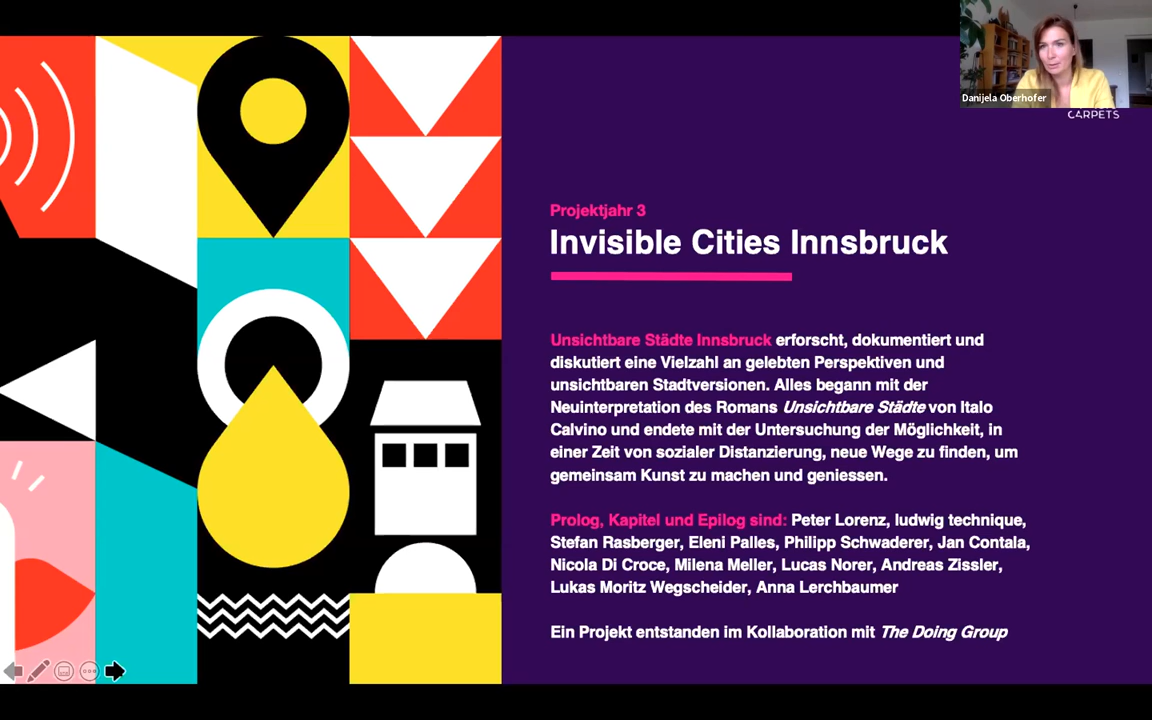 Danijela Oberhofer
CARPETS
Projektjahr 3
Invisible Cities Innsbruck
Unsichtbare Städte Innsbruck erforscht, dokumentiert und
diskutiert eine Vielzahl an gelebten Perspektiven und
unsichtbaren Stadtversionen. Alles begann mit der
Neuinterpretation des Romans Unsichtbare Städte von Italo
Calvino und endete mit der Untersuchung der Möglichkeit, in
einer Zeit von sozialer Distanzierung, neue Wege zu finden, um
gemeinsam Kunst zu machen und geniessen.
Prolog, Kapitel und Epilog sind: Peter Lorenz, ludwig technique,
Stefan Rasberger, Eleni Palles, Philipp Schwaderer, Jan Contala,
Nicola Di Croce, Milena Meller, Lucas Norer, Andreas Zissler,
Lukas Moritz Wegscheider, Anna Lerchbaumer
Ein Projekt entstanden im Kollaboration mit The Doing Group